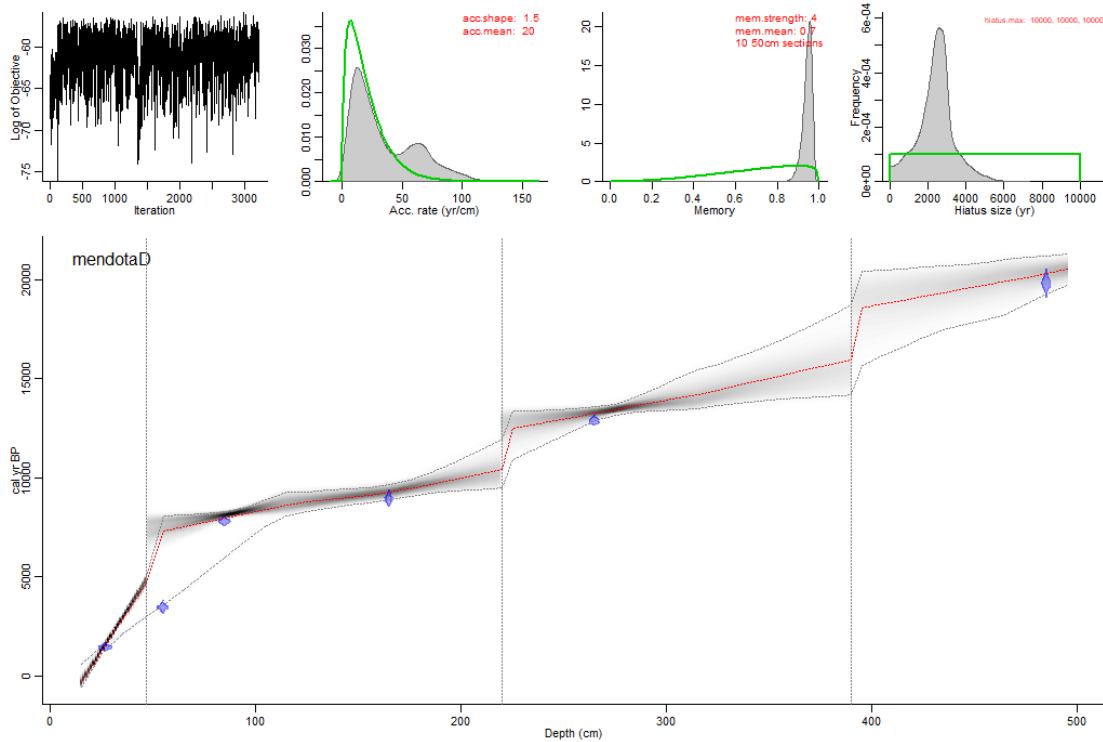 -60
-65
-70
-75
Log of Objective
0 500 1000 1500 2000 2500 3000
Iteration
acc.shape: 1.5
acc.mean: 20
0.000 0.010 0.020 0.030
0 50 100 150
Acc. rate (yr/cm)
mem.strength: 4
mem.mean: 0.7
10 50cm sections
0 5 10 15 20
0.0 0.2 0.4 0.6 0.8 1.0
Memory
hiatus.max: 10000, 10000, 10000
Frequency
0e+00 2e-04 4e-04 6e-04
0 2000 4000 6000 8000 10000
Hiatus size (yr)
mendotaD
20000
15000
10000
5000
0
cal yr BP
0 100 200 300 400 500
Depth (cm)